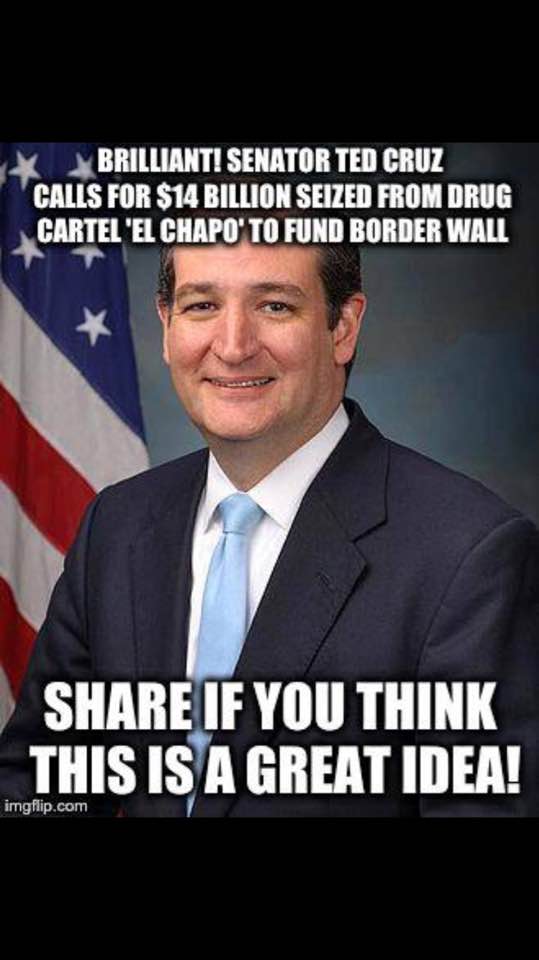 BRILLIANT! SENATOR TED CRUZ
CALLS FOR $14 BILLION SEIZED FROM DRUG
CARTEL 'EL CHAPO' TO FUND BORDER WALL
SHARE IF YOU THINK
THIS IS A GREAT IDEA!
imgflip.com